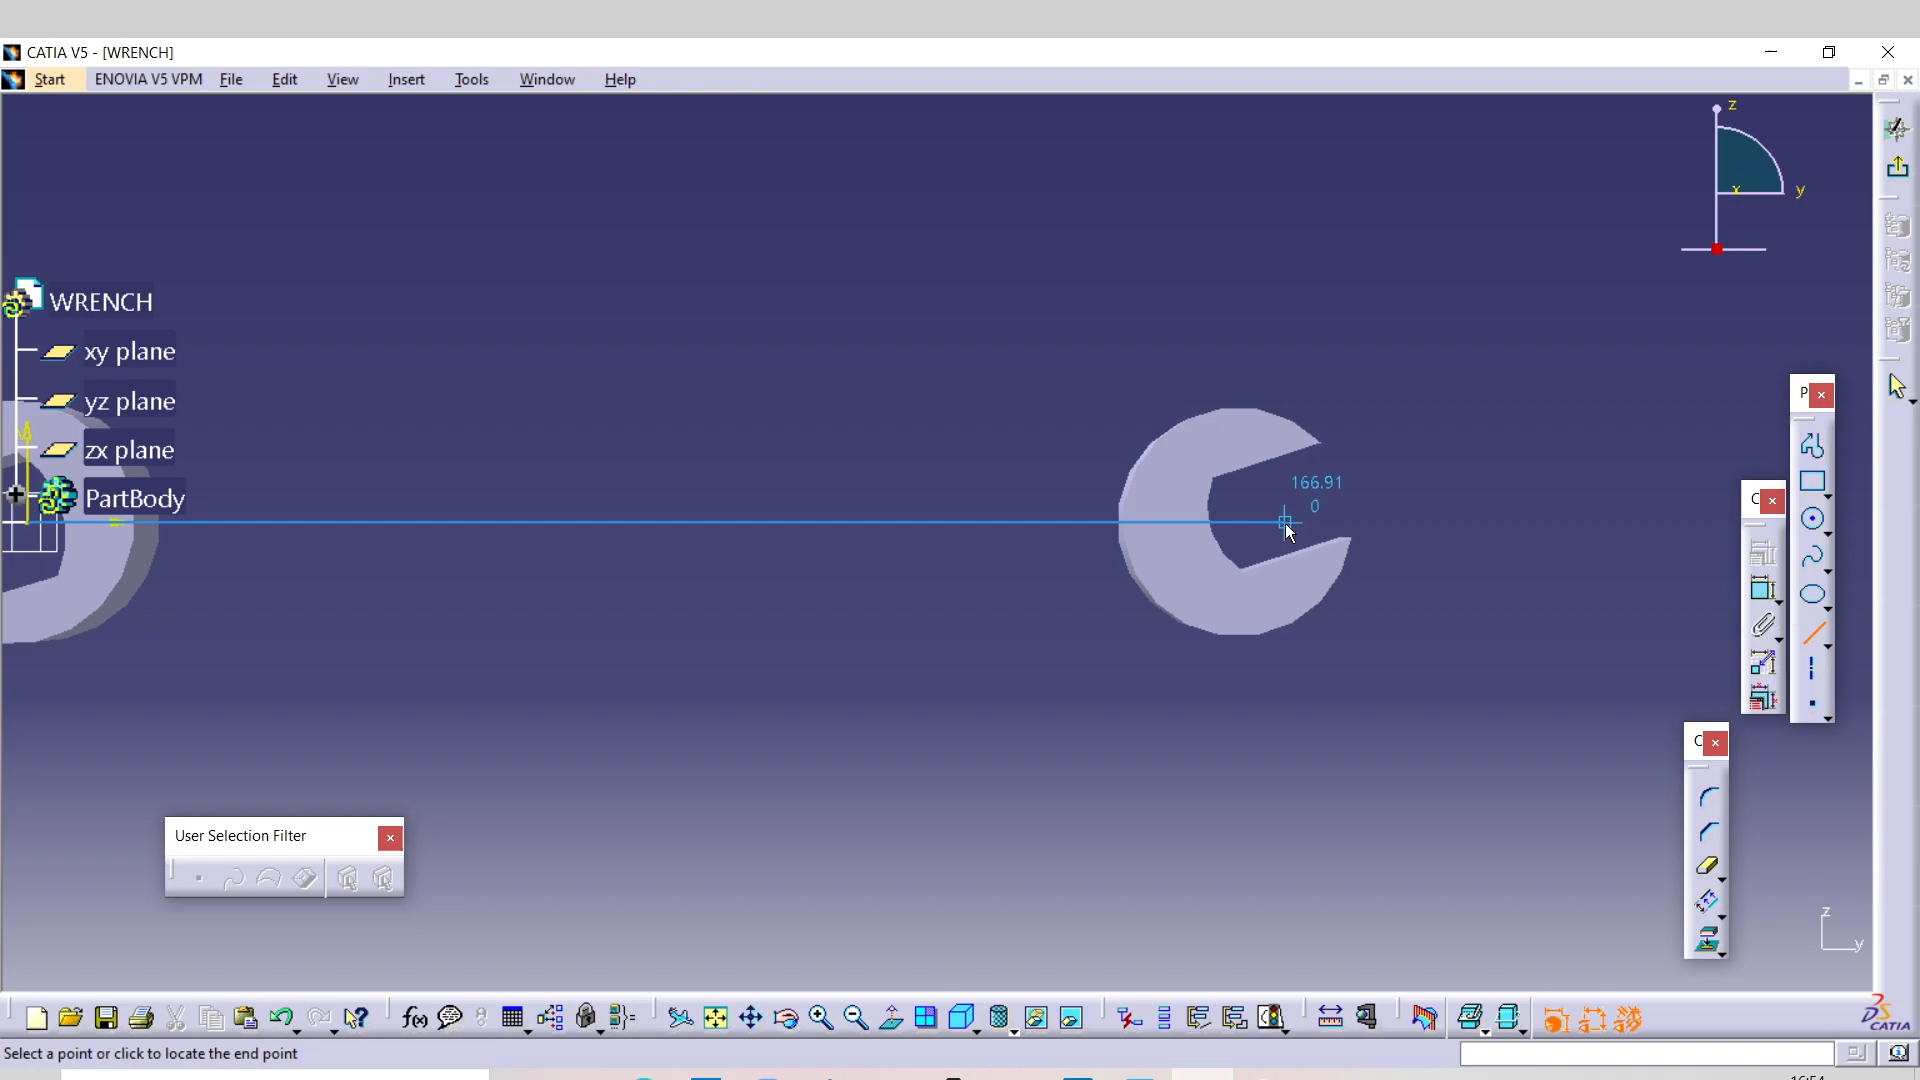 CATIA V5 - [WRENCH]
Start ENOVIA V5 VPM File Edit View Insert Tools Window Help
z
x y
WRENCH
xy plane
yz plane
zx plane
PartBody
166.91
0
P
C
C
User Selection Filter
z
y
f(x)
CATIA
Select a point or click to locate the end point